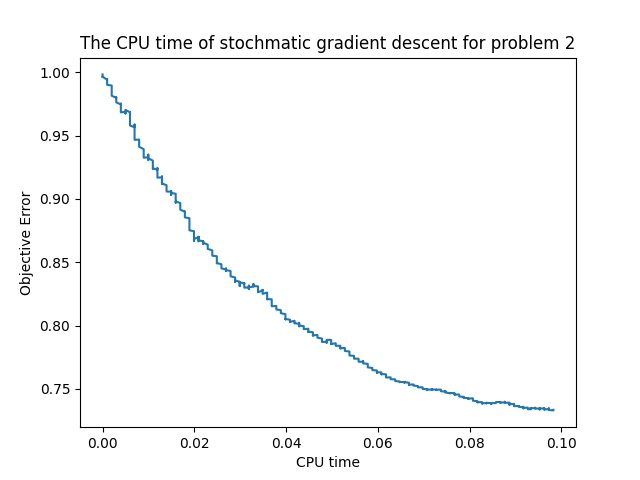 The CPU time of stochmatic gradient descent for problem 2
1.00
0.95
0.90
0.85
0.80
0.75
Objective Error
0.00 0.02 0.04 0.06 0.08 0.10
CPU time